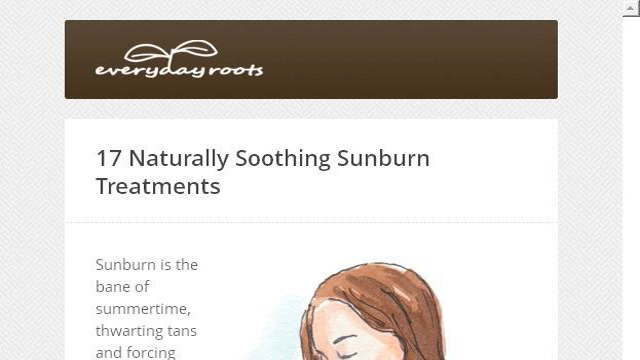 everydayroots
17 Naturally Soothing Sunburn
Treatments
Sunburn is the
bane of
summertime,
thwarting tans
and forcing